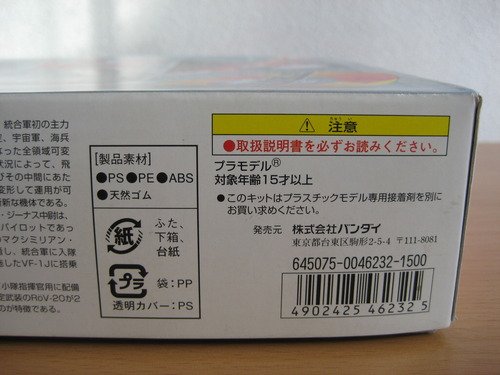 統合軍初の主力
宇宙軍、海兵
なった全領域可変
状況によって、飛
びその中間にあた
変形して運用が可
新な機体である。
・ジーナス中尉は、
パイロットであっ
のマクシミリアン・
し、統合軍に入隊
したVF-1Jに搭乗
小隊指揮官用に配備
定武装のRöV-20が2
のが特徴である。
[製品素材]
●PS●PE●ABS
●天然ゴム
紙
ふた、
下箱、
台紙
プラ
袋:PP
透明カバー:PS
注意
●取扱説明書を必ずお読みください。
プラモデル®
対象年齢15才以上
●このキットはプラスチックモデル専用接着剤を別に
お買い求めください。
発売元 株式会社バンダイ
東京都台東区駒形2-5-4 〒111-8081
645075-0046232-1500
4902425 462325